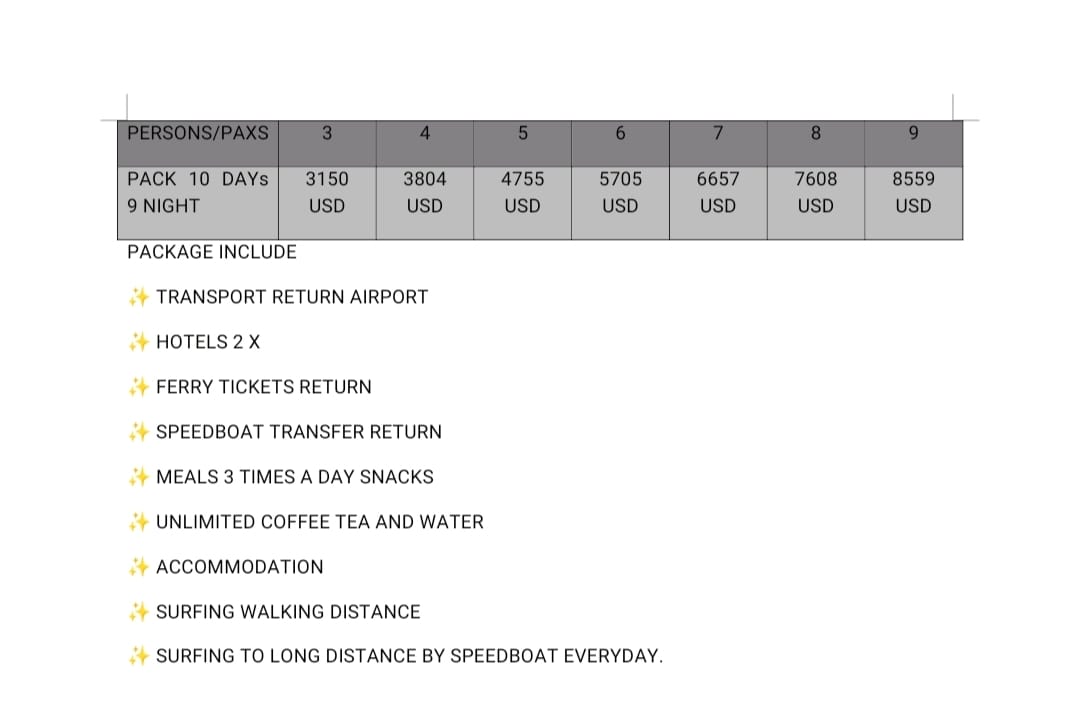 PERSONS/PAXS 3 4 5 6 7 8 9
PACK 10 DAYs 3150 3804 4755 5705 6657 7608 8559
9 NIGHT USD USD USD USD USD USD USD
PACKAGE INCLUDE
✨ TRANSPORT RETURN AIRPORT
✨ HOTELS 2 X
✨ FERRY TICKETS RETURN
✨ SPEEDBOAT TRANSFER RETURN
✨ MEALS 3 TIMES A DAY SNACKS
✨ UNLIMITED COFFEE TEA AND WATER
✨ ACCOMMODATION
✨ SURFING WALKING DISTANCE
✨ SURFING TO LONG DISTANCE BY SPEEDBOAT EVERYDAY.